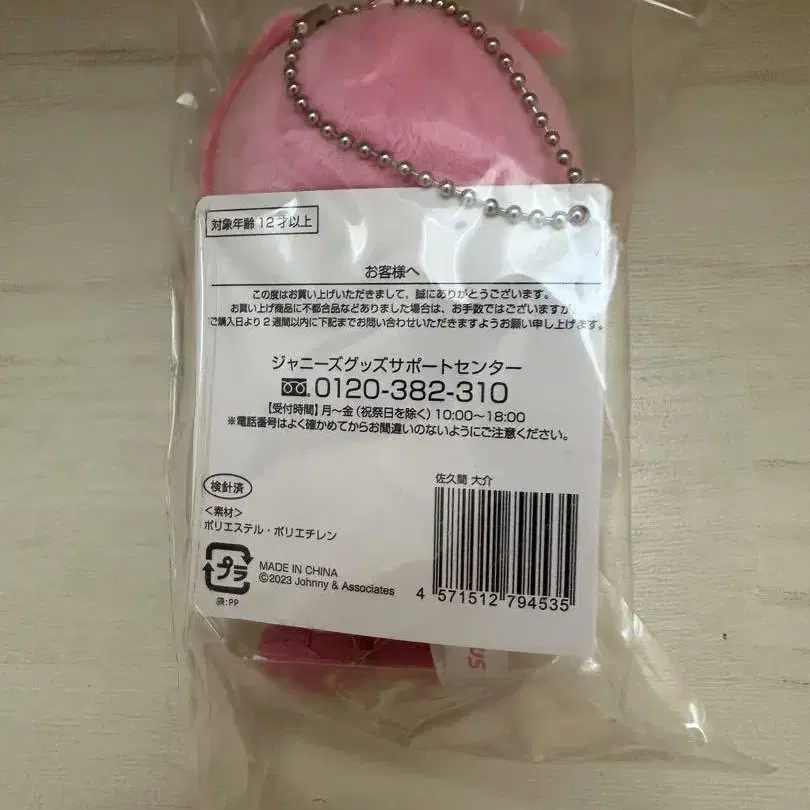 対象年齢12才以上
お客様へ
この度はお買い上げいただきまして、誠にありがとうございます。
お買い上げ商品に不都合品などありました場合は、お手数ではございますが、
ご購入日より2週間以内に下記までお問い合わせいただきますようお願い申し上げます。
ジャニーズグッズサポートセンター
0120-382-310
【受付時間】月〜金(祝祭日を除く)10:00〜18:00
※電話番号はよく確かめてからお間違いのないようにご注意ください。
佐久間 大介
検針済
<素材>
ポリエステル・ポリエチレン
プラ
袋:PP
MADE IN CHINA
©2023 Johnny & Associates
4 571512 794535